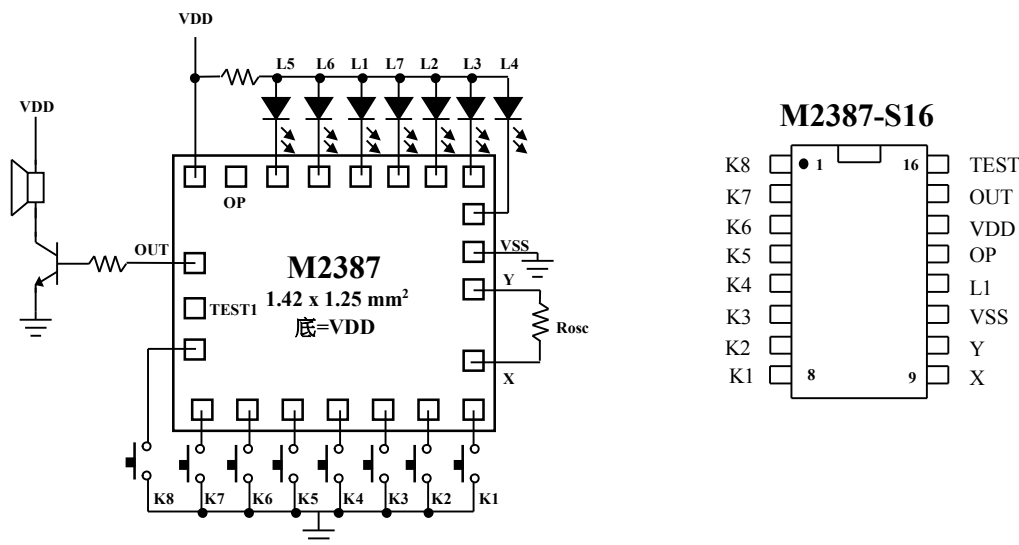 VDD
L5 L6 L1 L7 L2 L3 L4
VDD
OP
OUT
VSS
M2387
1.42 x 1.25 mm²
底=VDD
TEST1
Y
Rosc
X
K8 K7 K6 K5 K4 K3 K2 K1
M2387-S16
K8 1 16 TEST
K7 OUT
K6 VDD
K5 OP
K4 L1
K3 VSS
K2 Y
K1 8 9 X